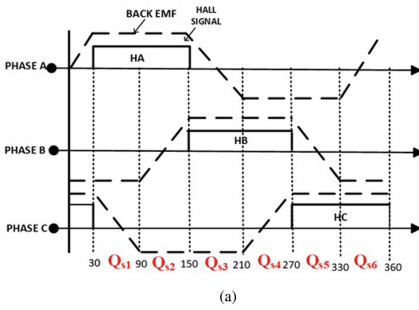 BACK EMF
HALL
SIGNAL
PHASE A
HA
PHASE B
HB
PHASE C
HC
30 Qs1 90 Qs2 150 Qs3 210 Qs4 270 Qs5 330 Qs6 360
(a)